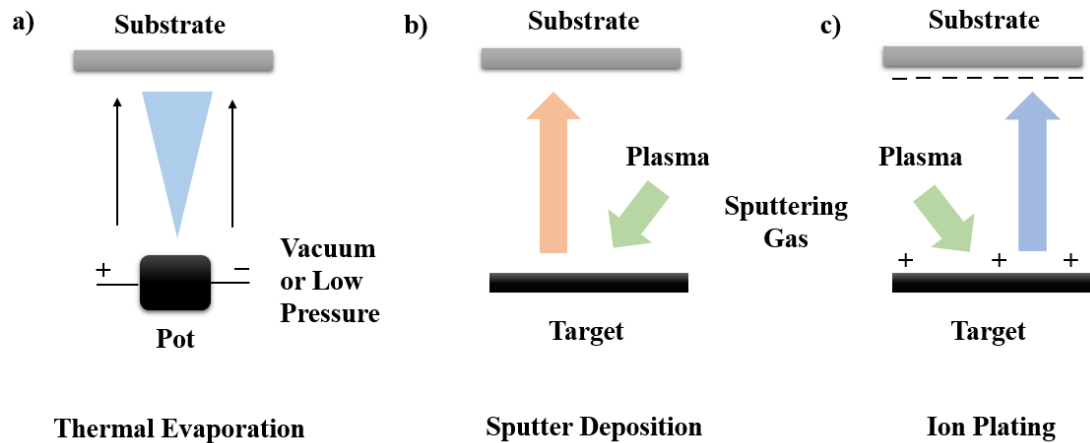 a)
Substrate
+
−
Vacuum
or Low
Pressure
Pot
Thermal Evaporation
b)
Substrate
Plasma
Sputtering
Gas
Target
Sputter Deposition
c)
Substrate
− − − − − − − −
Plasma
+ + +
Target
Ion Plating